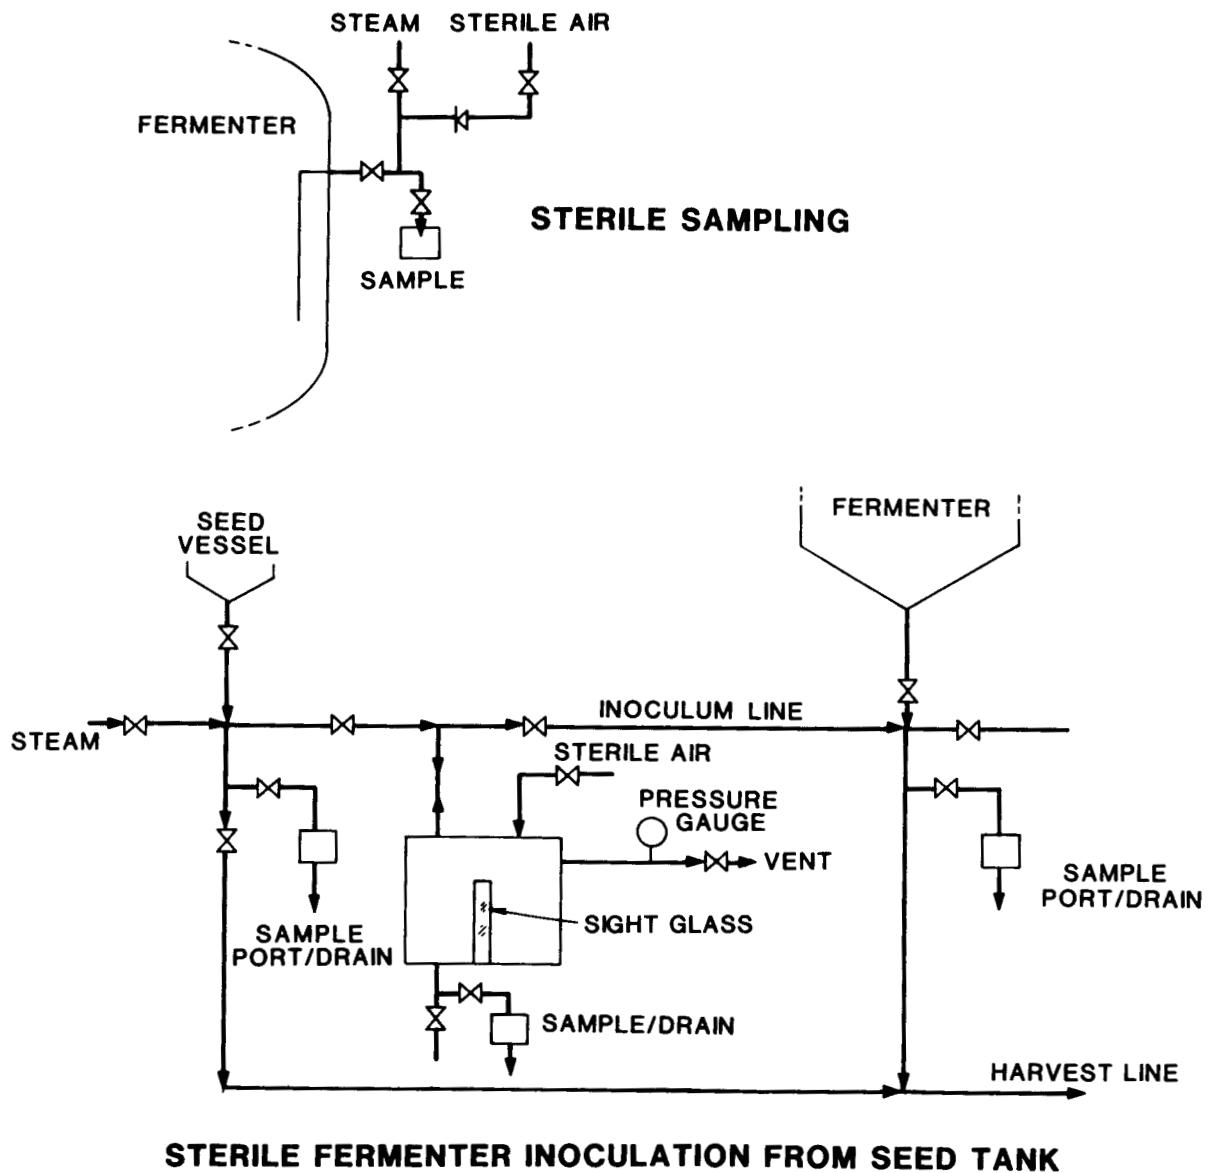 STEAM
STERILE AIR
FERMENTER
STERILE SAMPLING
SAMPLE
FERMENTER
SEED
VESSEL
INOCULUM LINE
STEAM
STERILE AIR
PRESSURE
GAUGE
VENT
SAMPLE
PORT/DRAIN
SIGHT GLASS
SAMPLE
PORT/DRAIN
SAMPLE/DRAIN
HARVEST LINE
STERILE FERMENTER INOCULATION FROM SEED TANK